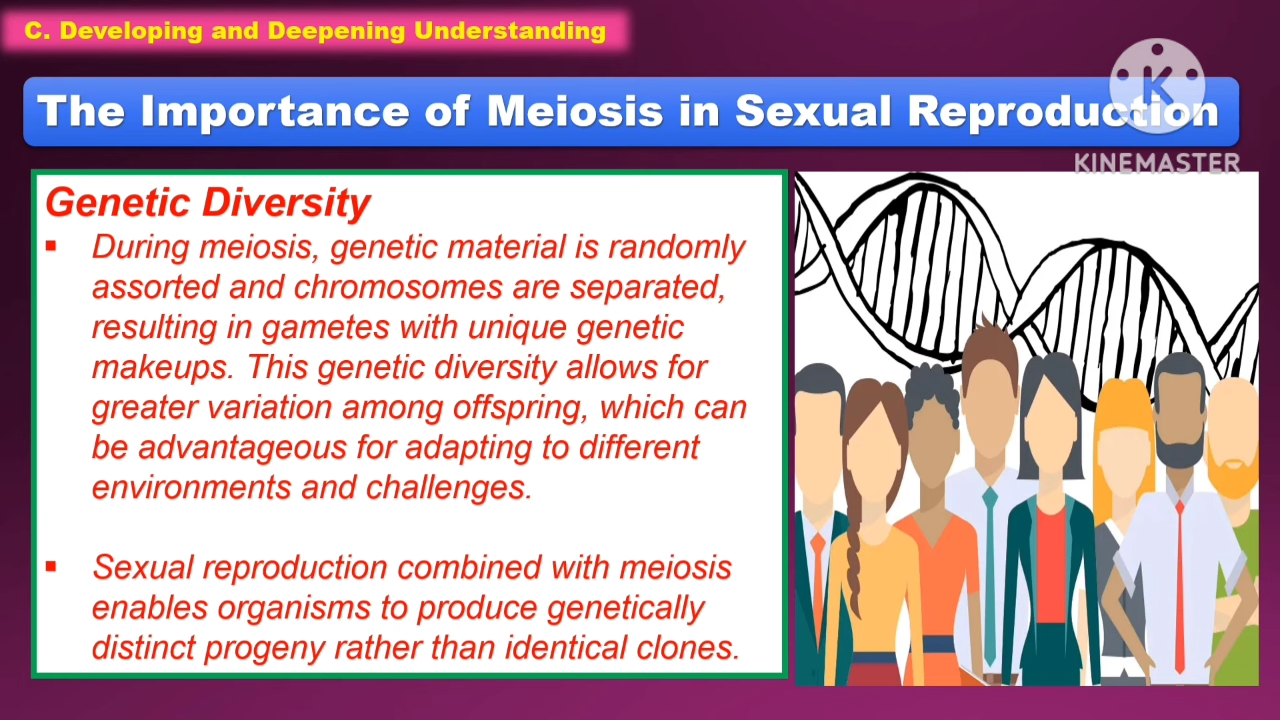 C. Developing and Deepening Understanding
The Importance of Meiosis in Sexual Reproduction
K
KINEMASTER
Genetic Diversity
▪ During meiosis, genetic material is randomly
assorted and chromosomes are separated,
resulting in gametes with unique genetic
makeups. This genetic diversity allows for
greater variation among offspring, which can
be advantageous for adapting to different
environments and challenges.
▪ Sexual reproduction combined with meiosis
enables organisms to produce genetically
distinct progeny rather than identical clones.